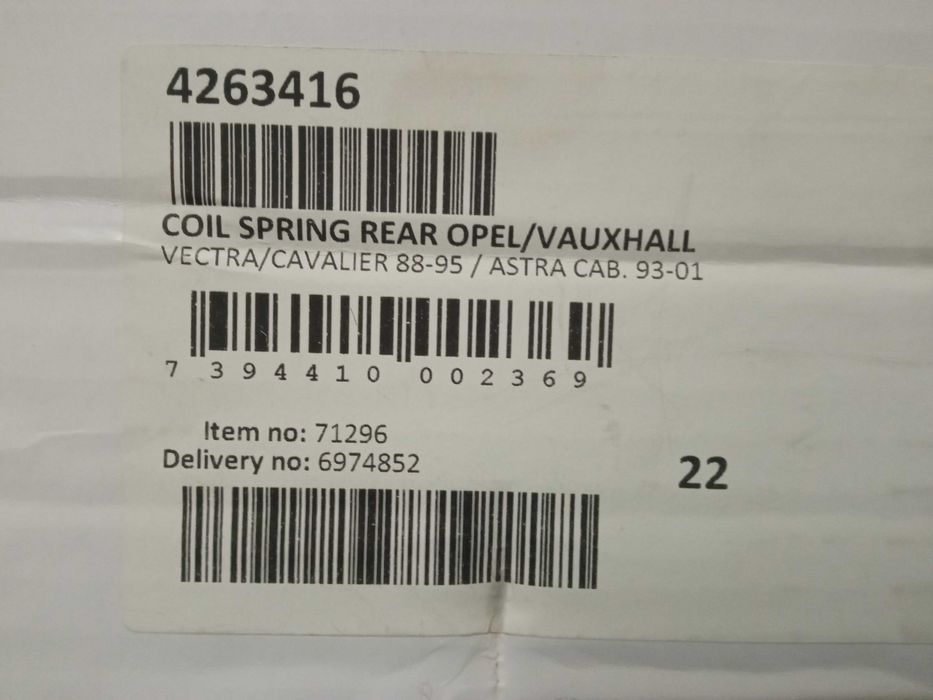 4263416
COIL SPRING REAR OPEL/VAUXHALL
VECTRA/CAVALIER 88-95 / ASTRA CAB. 93-01
7 394410 002369
Item no: 71296
Delivery no: 6974852
22